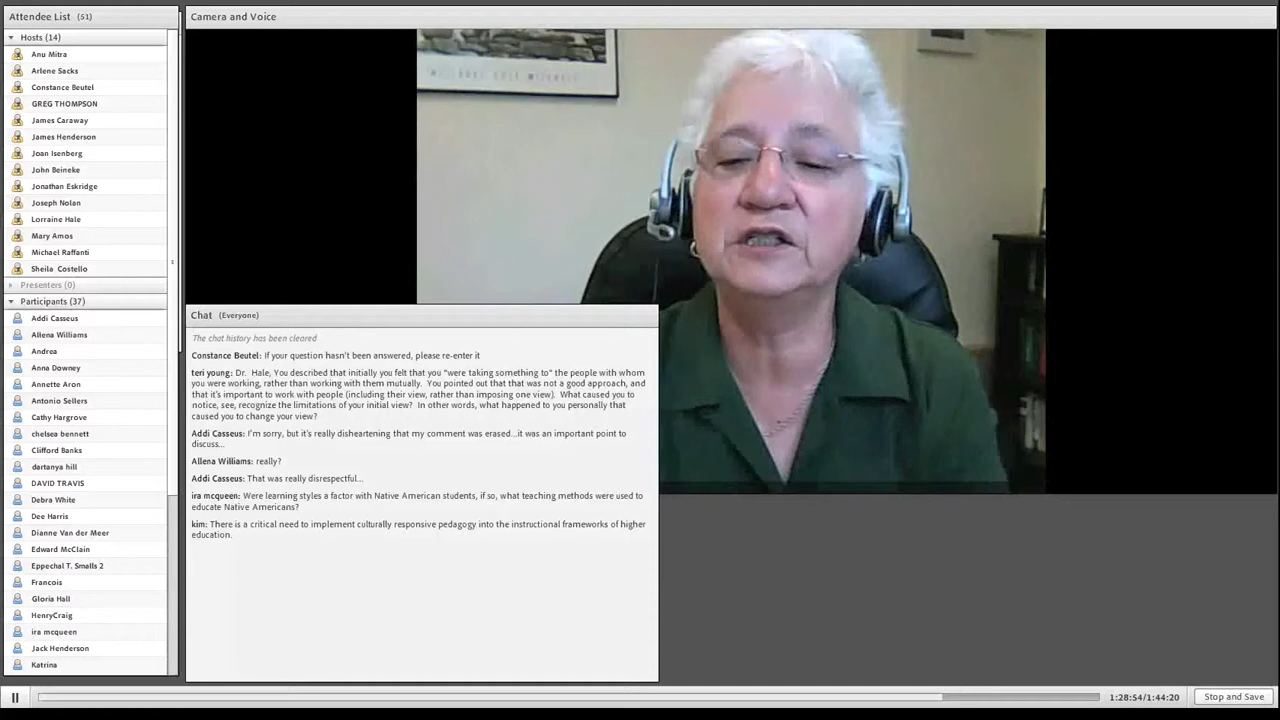 Attendee List (51)
Hosts (14)
Anu Mitra
Arlene Sacks
Constance Beutel
GREG THOMPSON
James Caraway
James Henderson
Joan Isenberg
John Beineke
Jonathan Eskridge
Joseph Nolan
Lorraine Hale
Mary Amos
Michael Raffanti
Sheila Costello
Presenters (0)
Participants (37)
Addi Casseus
Allena Williams
Andrea
Anna Downey
Annette Aron
Antonio Sellers
Cathy Hargrove
chelsea bennett
Clifford Banks
dartanya hill
DAVID TRAVIS
Debra White
Dee Harris
Dianne Van der Meer
Edward McClain
Eppechal T. Smalls 2
Francois
Gloria Hall
HenryCraig
ira mcqueen
Jack Henderson
Katrina
Camera and Voice
Chat (Everyone)
The chat history has been cleared
Constance Beutel: If your question hasn't been answered, please re-enter it
teri young: Dr. Hale, You described that initially you felt that you "were taking something to" the people with whom
you were working, rather than working with them mutually. You pointed out that that was not a good approach, and
that it's important to work with people (including their view, rather than imposing one view). What caused you to
notice, see, recognize the limitations of your initial view? In other words, what happened to you personally that
caused you to change your view?
Addi Casseus: I'm sorry, but it's really disheartening that my comment was erased...it was an important point to
discuss...
Allena Williams: really?
Addi Casseus: That was really disrespectful...
ira mcqueen: Were learning styles a factor with Native American students, if so, what teaching methods were used to
educate Native Americans?
kim: There is a critical need to implement culturally responsive pedagogy into the instructional frameworks of higher
education.
1:28:54/1:44:20
Stop and Save